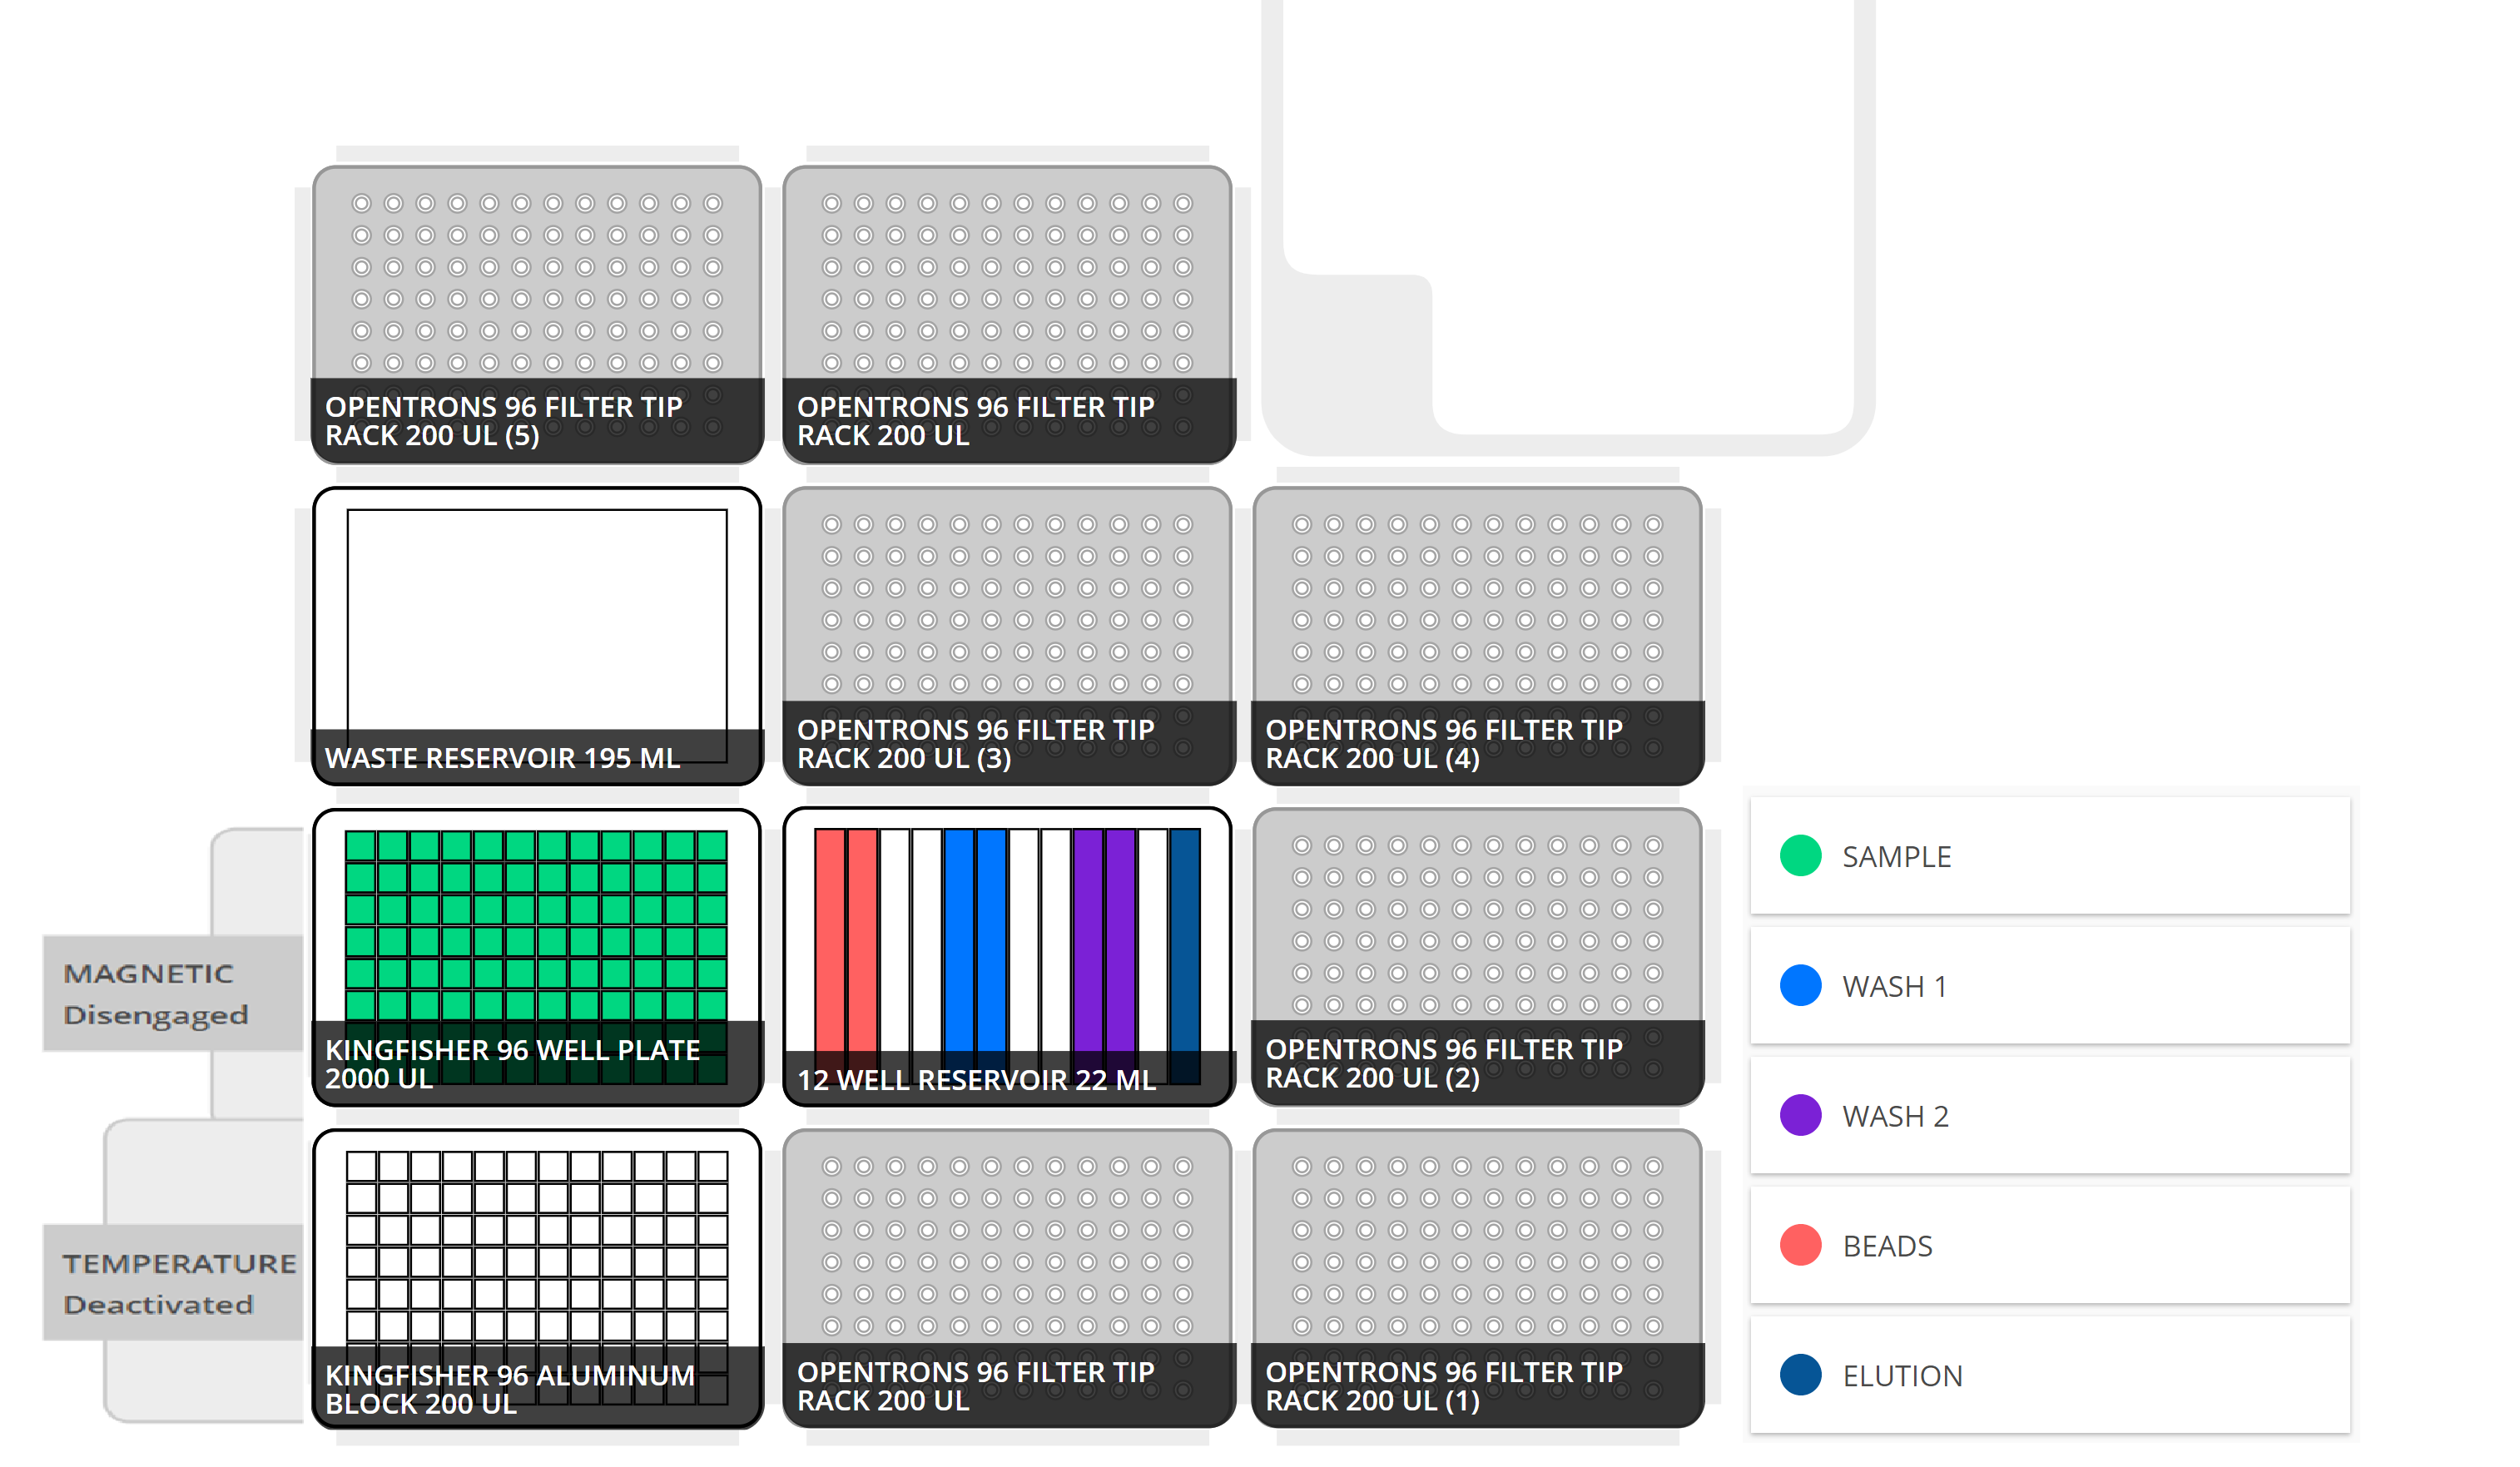 OPENTRONS 96 FILTER TIP
RACK 200 UL (5)
OPENTRONS 96 FILTER TIP
RACK 200 UL
WASTE RESERVOIR 195 ML
OPENTRONS 96 FILTER TIP
RACK 200 UL (3)
OPENTRONS 96 FILTER TIP
RACK 200 UL (4)
MAGNETIC
Disengaged
KINGFISHER 96 WELL PLATE
2000 UL
12 WELL RESERVOIR 22 ML
OPENTRONS 96 FILTER TIP
RACK 200 UL (2)
TEMPERATURE
Deactivated
KINGFISHER 96 ALUMINUM
BLOCK 200 UL
OPENTRONS 96 FILTER TIP
RACK 200 UL
OPENTRONS 96 FILTER TIP
RACK 200 UL (1)
SAMPLE
WASH 1
WASH 2
BEADS
ELUTION